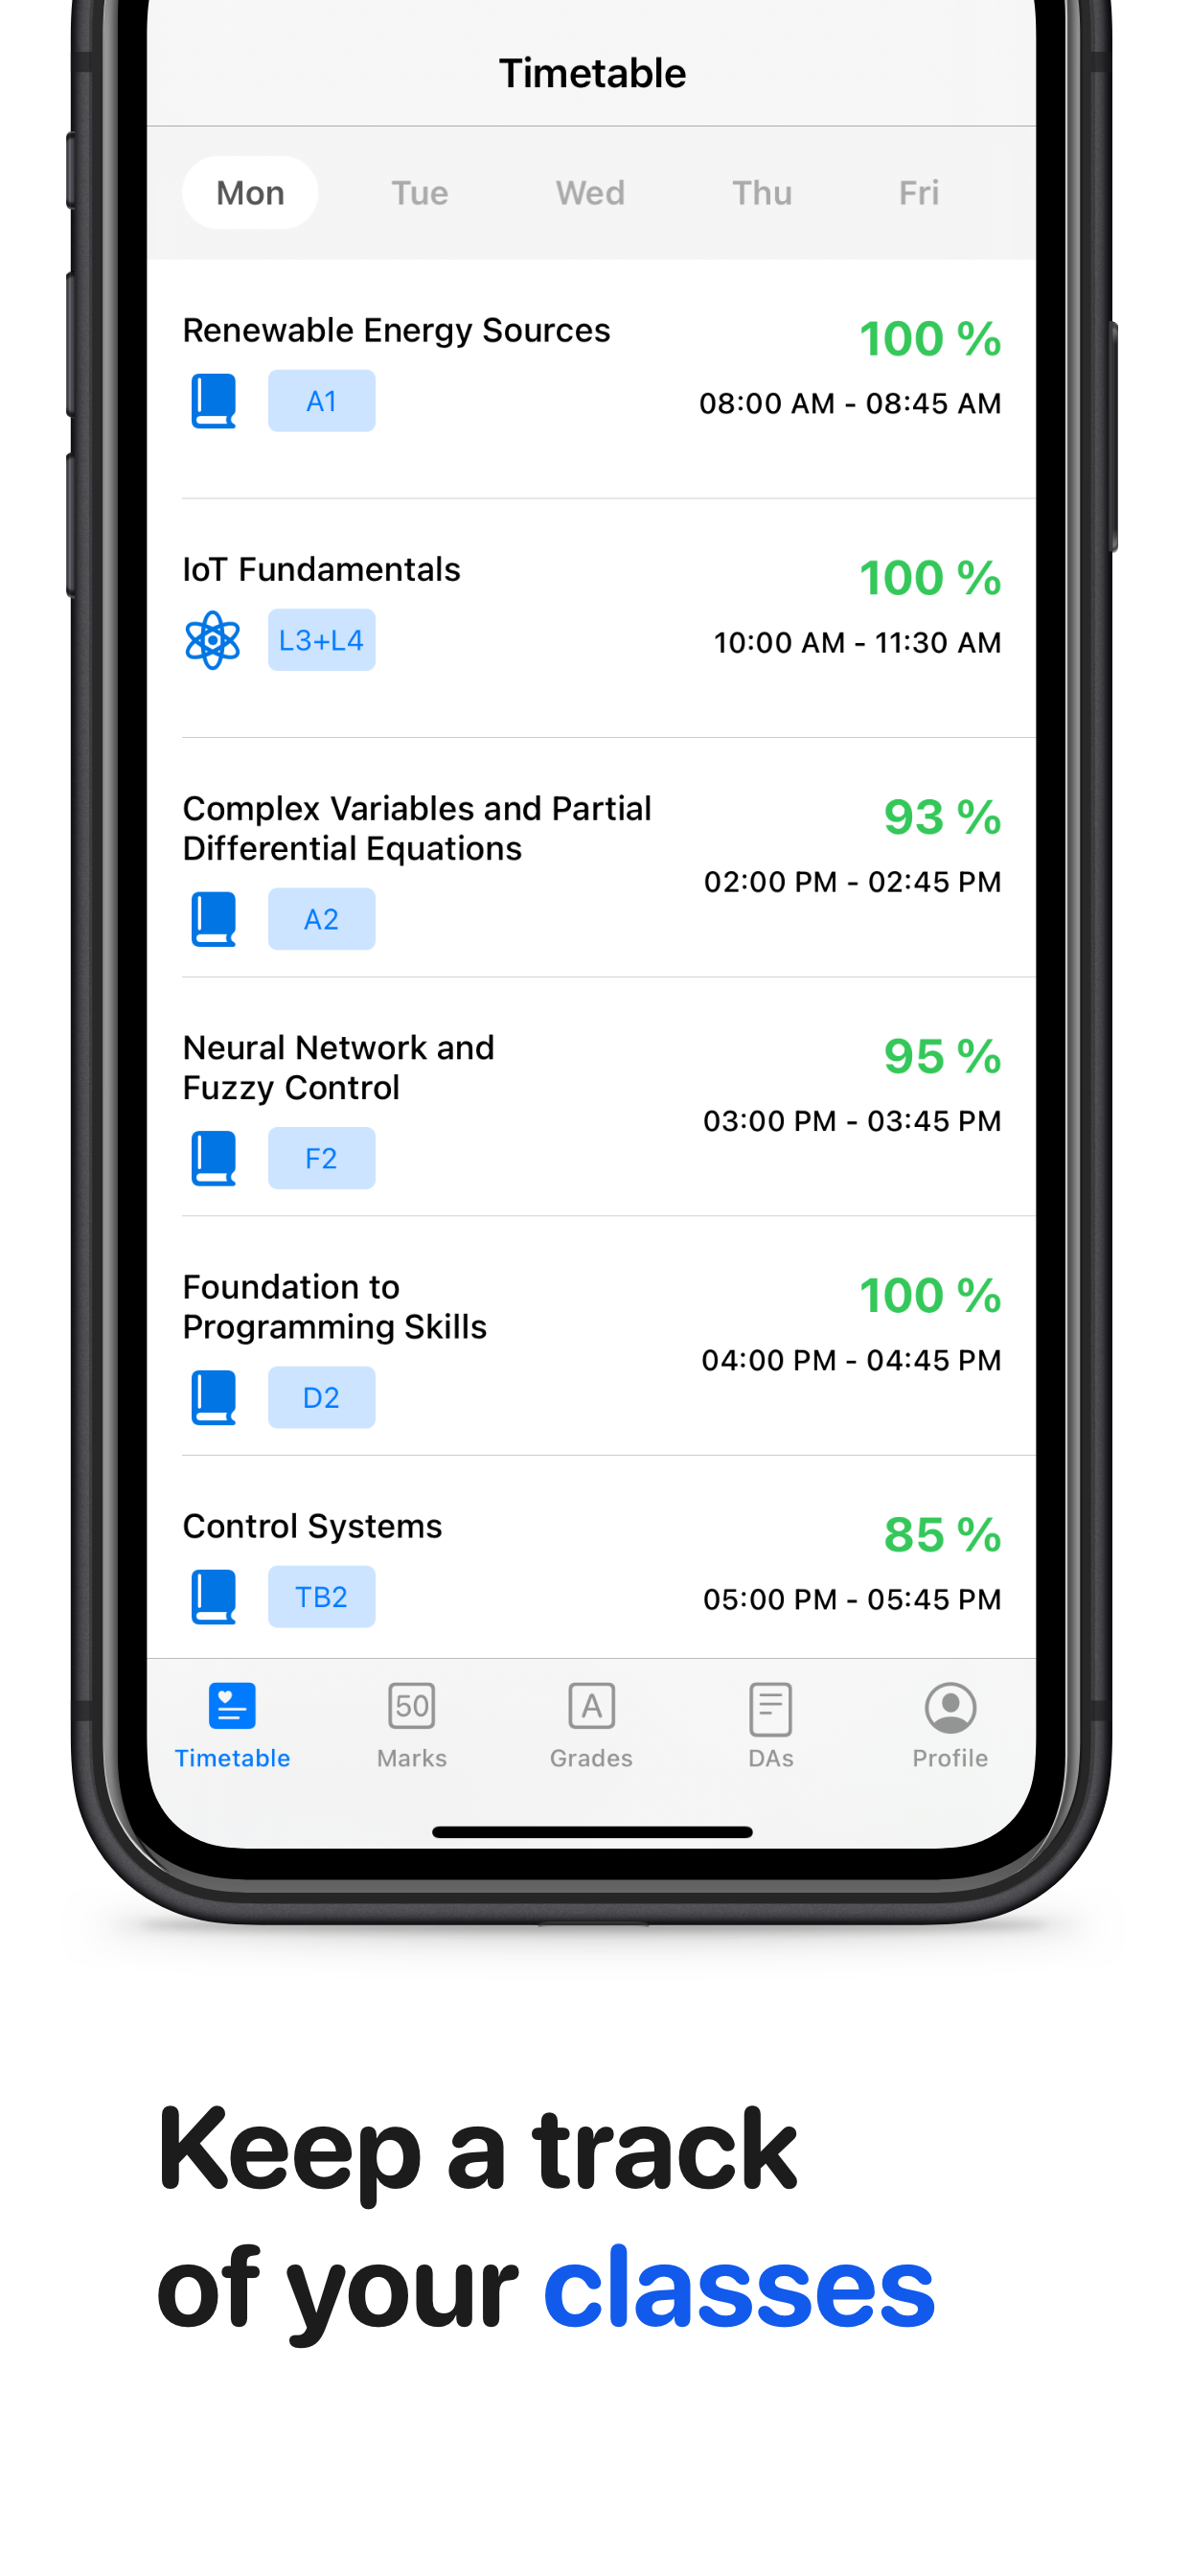 Timetable
Mon Tue Wed Thu Fri
Renewable Energy Sources
100 %
A1
08:00 AM - 08:45 AM
IoT Fundamentals
100 %
L3+L4
10:00 AM - 11:30 AM
Complex Variables and Partial
Differential Equations
93 %
02:00 PM - 02:45 PM
A2
Neural Network and
Fuzzy Control
95 %
03:00 PM - 03:45 PM
F2
Foundation to
Programming Skills
100 %
04:00 PM - 04:45 PM
D2
Control Systems
85 %
TB2
05:00 PM - 05:45 PM
50 A
Timetable Marks Grades DAs Profile
Keep a track
of your classes